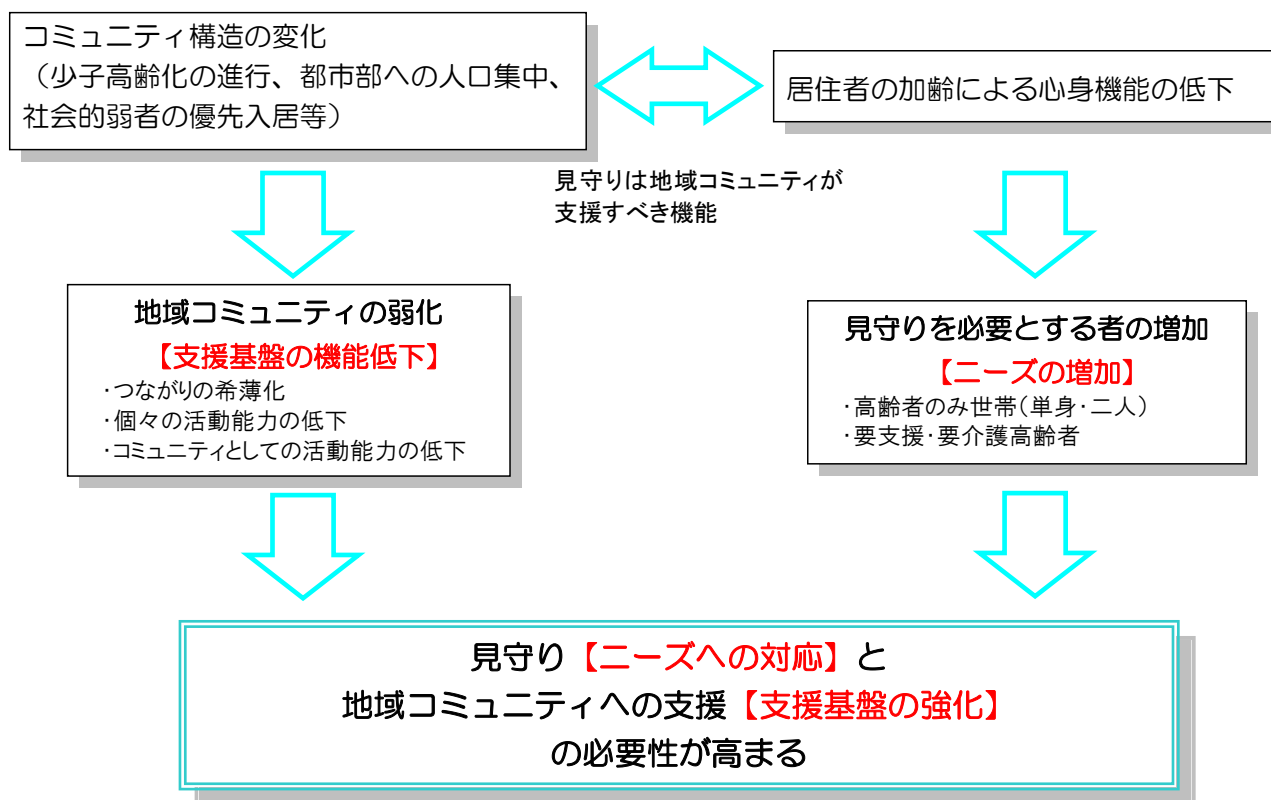 コミュニティ構造の変化
（少子高齢化の進行、都市部への人口集中、
社会的弱者の優先入居等）
居住者の加齢による心身機能の低下
見守りは地域コミュニティが
支援すべき機能
地域コミュニティの弱化
【支援基盤の機能低下】
・つながりの希薄化
・個々の活動能力の低下
・コミュニティとしての活動能力の低下
見守りを必要とする者の増加
【ニーズの増加】
・高齢者のみ世帯（単身・二人）
・要支援・要介護高齢者
見守り【ニーズへの対応】と
地域コミュニティへの支援【支援基盤の強化】
の必要性が高まる